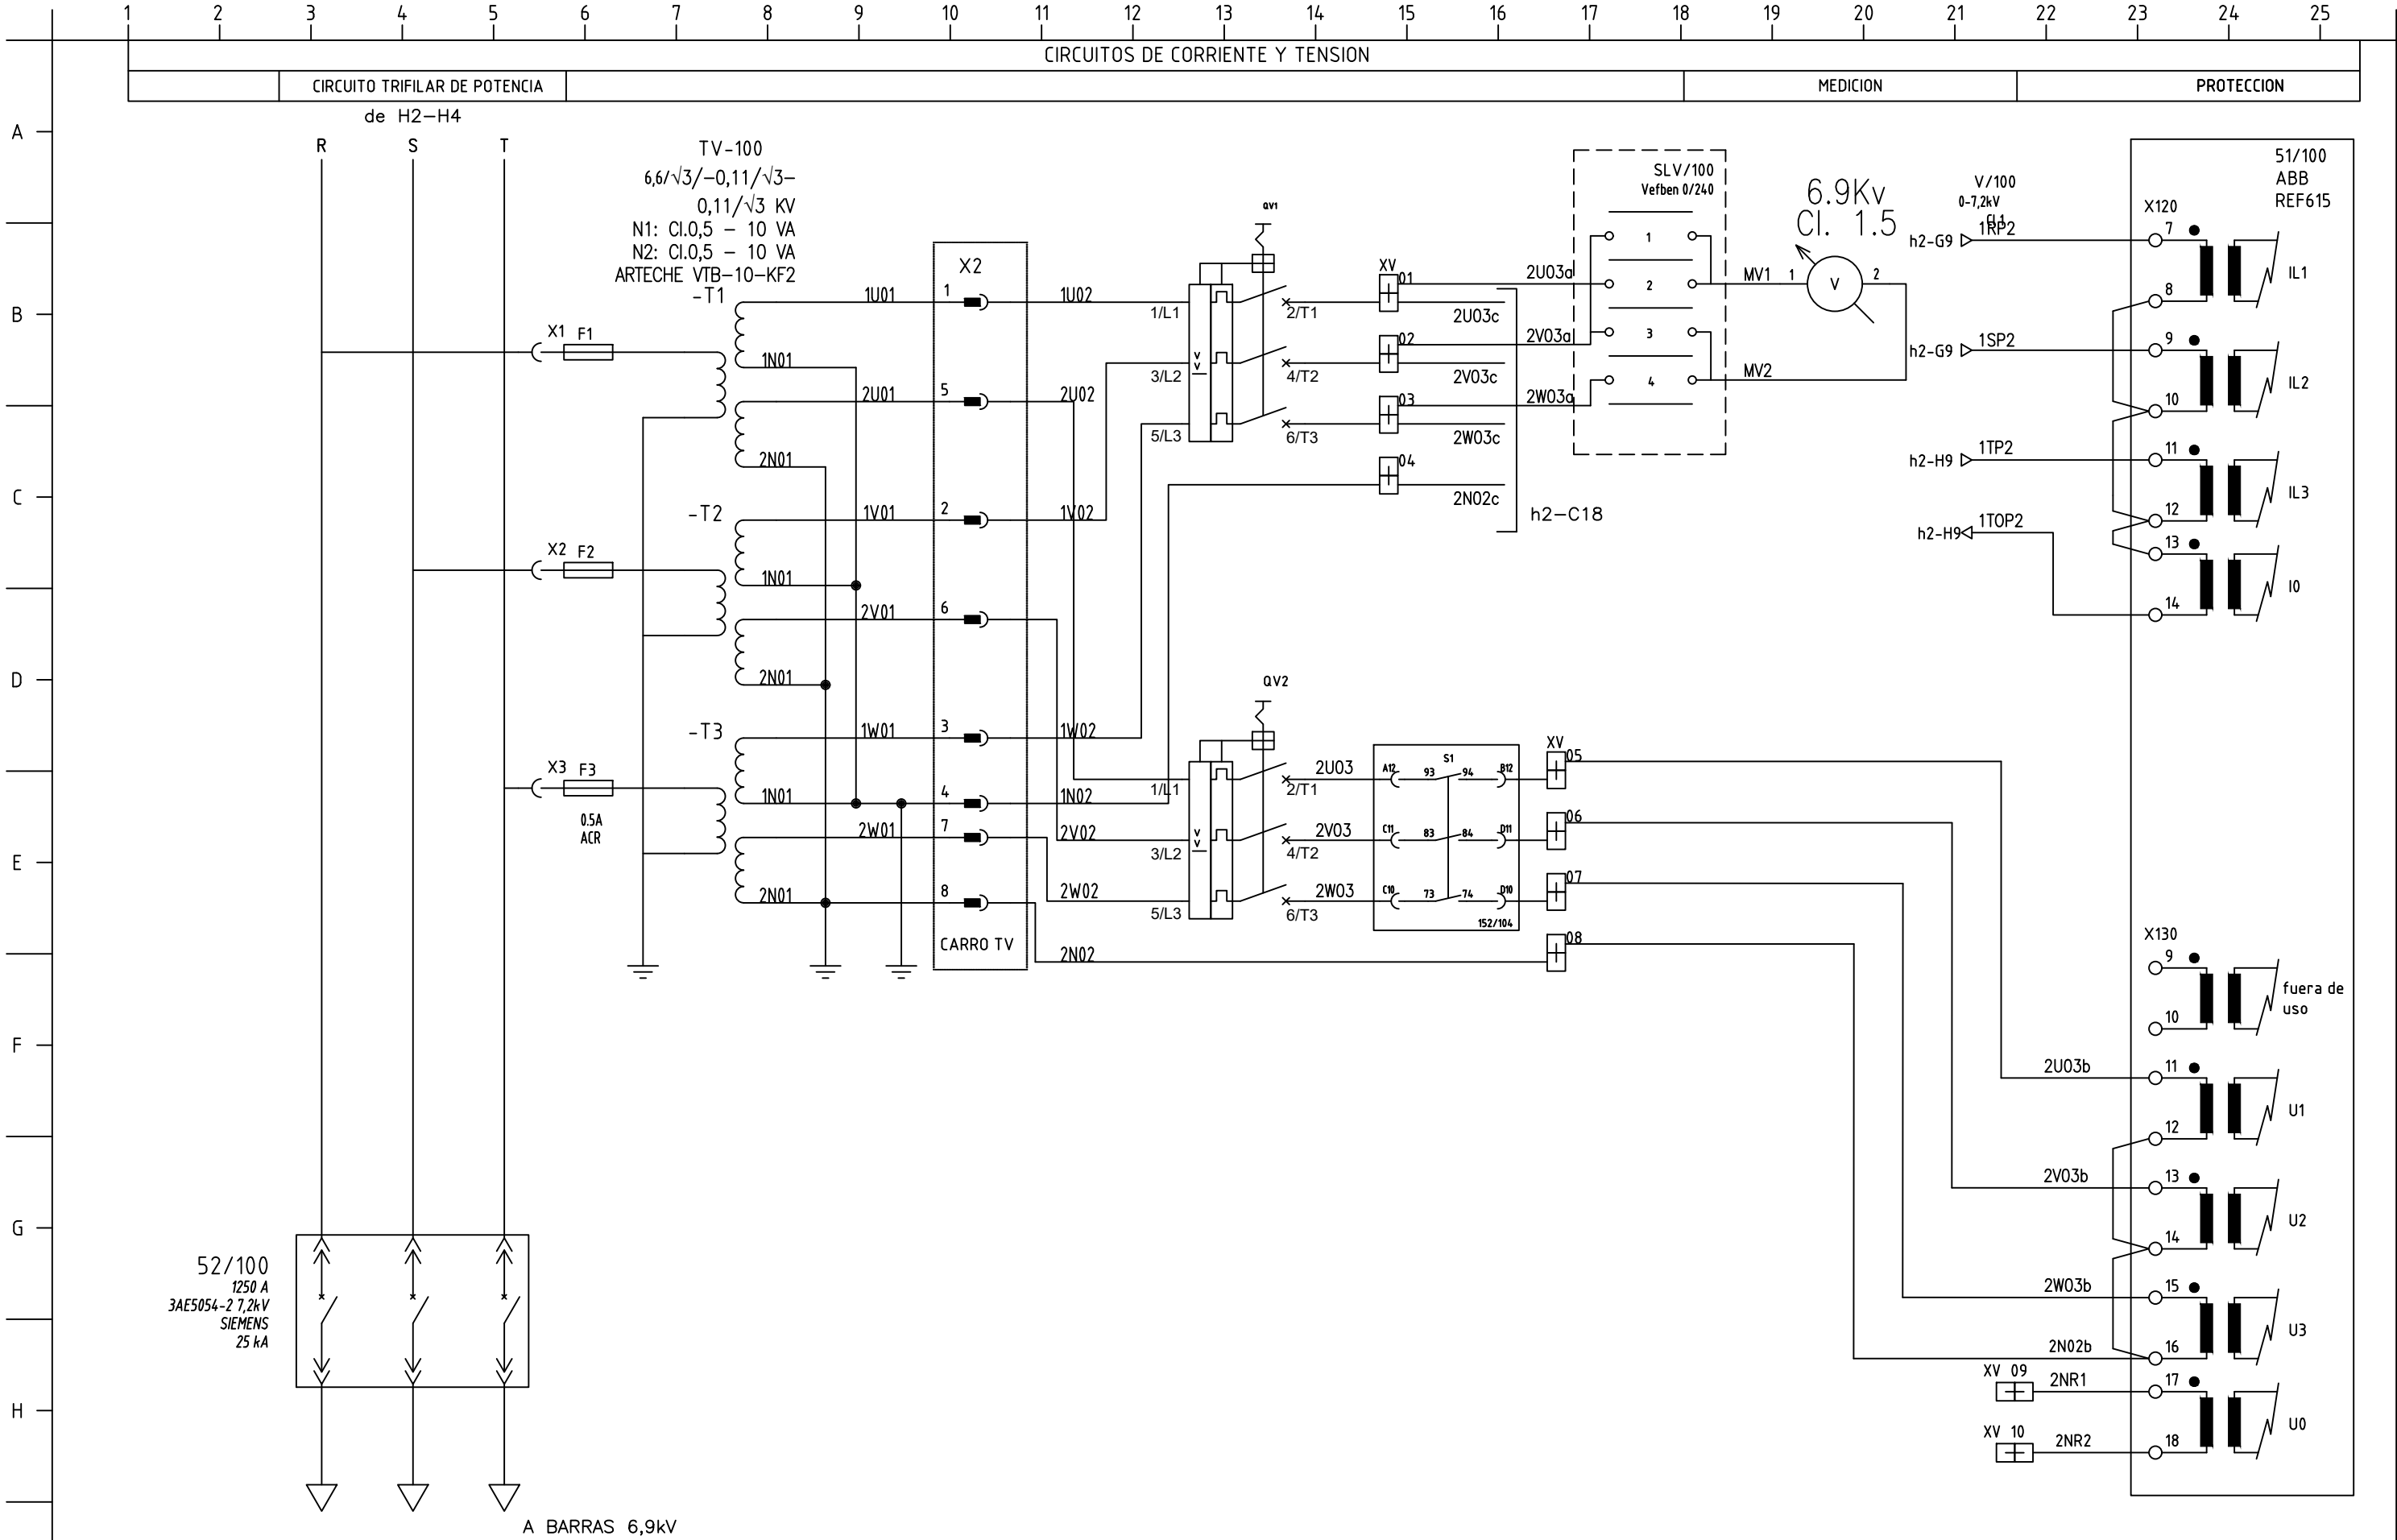 1 2 3 4 5 6 7 8 9 10 11 12 13 14 15 16 17 18 19 20 21 22 23 24 25
CIRCUITOS DE CORRIENTE Y TENSION
CIRCUITO TRIFILAR DE POTENCIA
MEDICION
PROTECCION
A
B
C
D
E
F
G
H
de H2-H4
R S T
TV-100
6,6/√3/-0,11/√3-
0,11/√3 KV
N1: Cl.0,5 - 10 VA
N2: Cl.0,5 - 10 VA
ARTECHE VTB-10-KF2
-T1
X1 F1
1U01
1N01
2U01
2N01
-T2
X2 F2
1V01
1N01
2V01
2N01
-T3
X3 F3
0.5A
ACR
1W01
1N01
2W01
2N01
X2
1
5
2
6
3
4
7
8
CARRO TV
1U02
2U02
1V02
1W02
1N02
2V02
2W02
2N02
QV1
1/L1
3/L2
5/L3
V
V
2/T1
4/T2
6/T3
XV
01
02
03
04
2U03a
2U03c
2V03a
2V03c
2W03a
2W03c
2N02c
h2-C18
SLV/100
Vefben 0/240
1
2
3
4
MV1
MV2
6.9Kv
Cl. 1.5
1 V 2
V/100
0-7,2kV
Cl.1
h2-G9 1RP2
h2-G9 1SP2
h2-H9 1TP2
h2-H9 1TOP2
51/100
ABB
REF615
X120
7
8
IL1
9
10
IL2
11
12
IL3
13
14
I0
QV2
1/L1
3/L2
5/L3
V
V
2/T1
4/T2
6/T3
2U03
2V03
2W03
S1
A12 93 94 B12
C11 83 84 D11
C10 73 74 D10
152/104
XV
05
06
07
08
X130
9
10
fuera de
uso
2U03b
11
12
U1
2V03b
13
14
U2
2W03b
15
2N02b
16
U3
XV 09
2NR1
17
XV 10
2NR2
18
U0
52/100
1250 A
3AE5054-2 7,2kV
SIEMENS
25 kA
A BARRAS 6,9kV